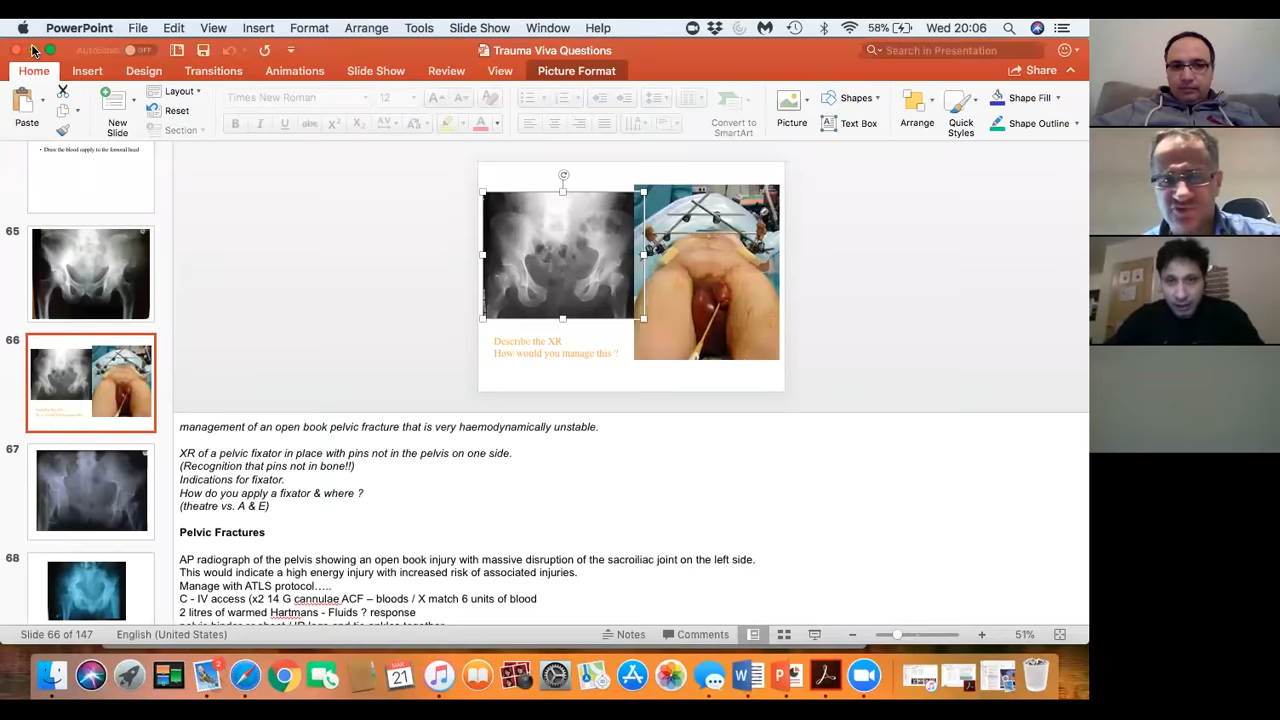 PowerPoint File Edit View Insert Format Arrange Tools Slide Show Window Help 58% Wed 20:06
AutoSave OFF Trauma Viva Questions Search in Presentation
Home Insert Design Transitions Animations Slide Show Review View Picture Format Share
Paste New Slide Layout Reset Section Times New Roman 12 Convert to SmartArt Picture Shapes Text Box Arrange Quick Styles Shape Fill Shape Outline
Draw the blood supply to the femoral head
65
66
67
68
Describe the XR
How would you manage this ?
management of an open book pelvic fracture that is very haemodynamically unstable.
XR of a pelvic fixator in place with pins not in the pelvis on one side.
(Recognition that pins not in bone!!)
Indications for fixator.
How do you apply a fixator & where ?
(theatre vs. A & E)
Pelvic Fractures
AP radiograph of the pelvis showing an open book injury with massive disruption of the sacroiliac joint on the left side.
This would indicate a high energy injury with increased risk of associated injuries.
Manage with ATLS protocol…..
C - IV access (x2 14 G cannulae ACF – bloods / X match 6 units of blood
2 litres of warmed Hartmans - Fluids ? response
Slide 66 of 147 English (United States) Notes Comments 51%
MAR
21
2